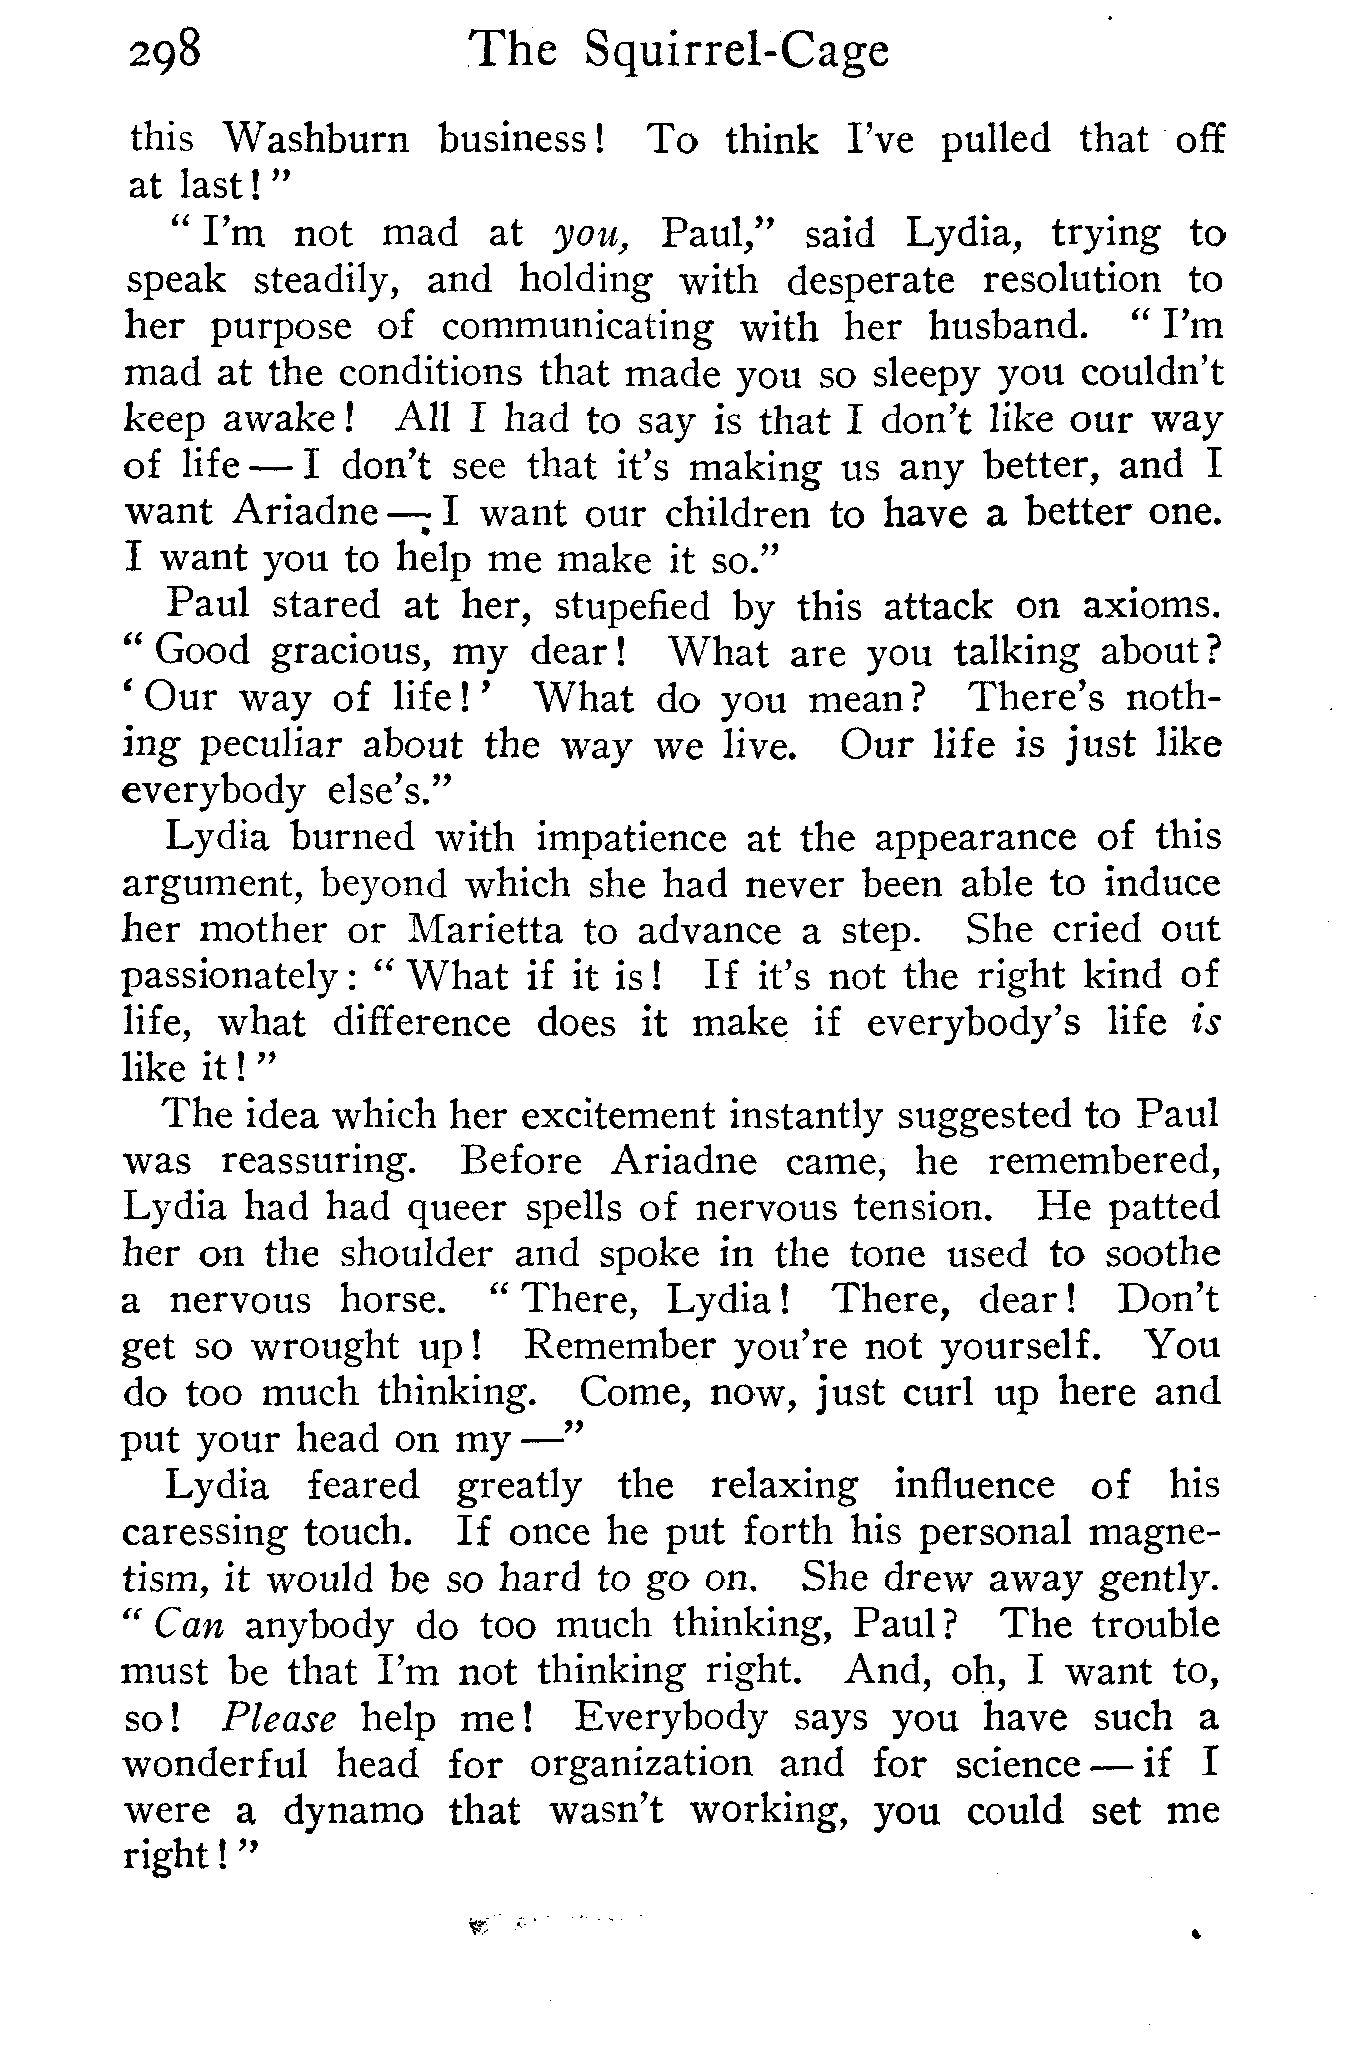 298 The Squirrel-Cage
this Washburn business! To think I've pulled that off
at last!"
"I'm not mad at you, Paul," said Lydia, trying to
speak steadily, and holding with desperate resolution to
her purpose of communicating with her husband. "I'm
mad at the conditions that made you so sleepy you couldn't
keep awake! All I had to say is that I don't like our way
of life — I don't see that it's making us any better, and I
want Ariadne — I want our children to have a better one.
I want you to help me make it so."
Paul stared at her, stupefied by this attack on axioms.
"Good gracious, my dear! What are you talking about?
'Our way of life!' What do you mean? There's noth-
ing peculiar about the way we live. Our life is just like
everybody else's."
Lydia burned with impatience at the appearance of this
argument, beyond which she had never been able to induce
her mother or Marietta to advance a step. She cried out
passionately: "What if it is! If it's not the right kind of
life, what difference does it make if everybody's life is
like it!"
The idea which her excitement instantly suggested to Paul
was reassuring. Before Ariadne came, he remembered,
Lydia had had queer spells of nervous tension. He patted
her on the shoulder and spoke in the tone used to soothe
a nervous horse. "There, Lydia! There, dear! Don't
get so wrought up! Remember you're not yourself. You
do too much thinking. Come, now, just curl up here and
put your head on my —"
Lydia feared greatly the relaxing influence of his
caressing touch. If once he put forth his personal magne-
tism, it would be so hard to go on. She drew away gently.
"Can anybody do too much thinking, Paul? The trouble
must be that I'm not thinking right. And, oh, I want to,
so! Please help me! Everybody says you have such a
wonderful head for organization and for science — if I
were a dynamo that wasn't working, you could set me
right!"